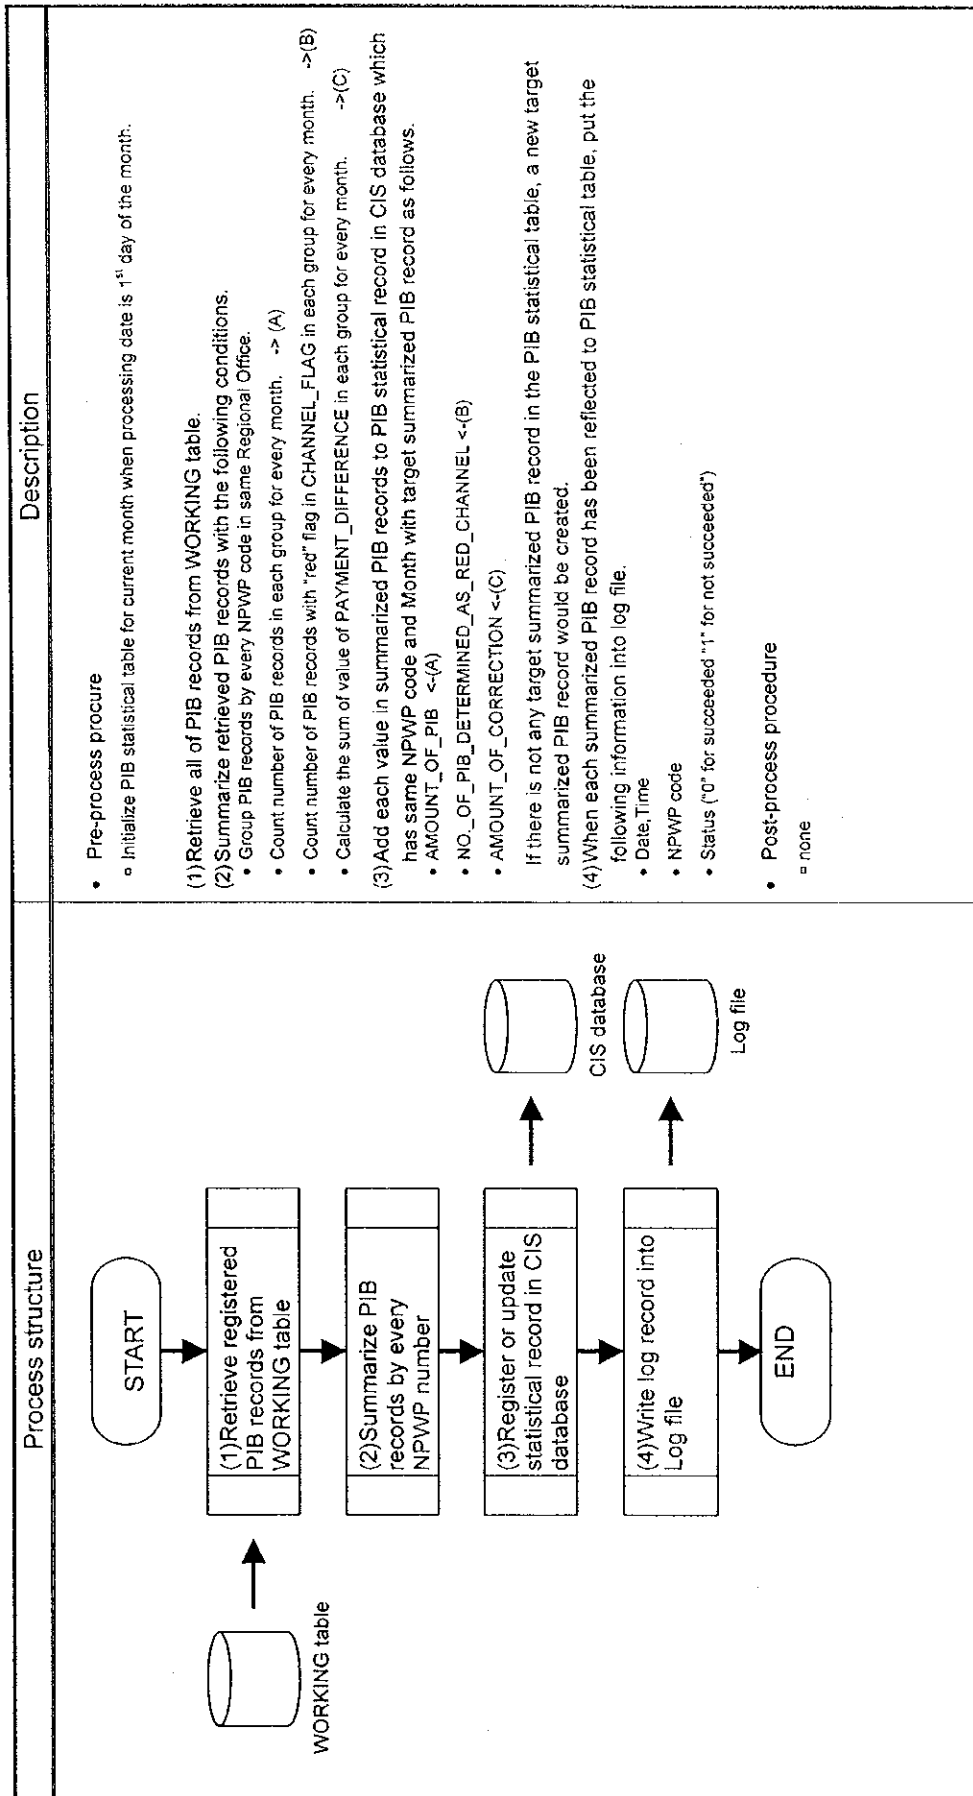 Process structure
Description
START
(1)Retrieve registered
PIB records from
WORKING table
WORKING table
(2)Summarize PIB
records by every
NPWP number
(3)Register or update
statistical record in CIS
database
CIS database
(4)Write log record into
Log file
Log file
END
• Pre-process procure
▫ Initialize PIB statistical table for current month when processing date is 1st day of the month.
(1)Retrieve all of PIB records from WORKING table.
(2)Summarize retrieved PIB records with the following conditions.
• Group PIB records by every NPWP code in same Regional Office.
• Count number of PIB records in each group for every month. -> (A)
• Count number of PIB records with "red" flag in CHANNEL_FLAG in each group for every month. ->(B)
• Calculate the sum of value of PAYMENT_DIFFERENCE in each group for every month. ->(C)
(3)Add each value in summarized PIB records to PIB statistical record in CIS database which
has same NPWP code and Month with target summarized PIB record as follows.
• AMOUNT_OF_PIB <-(A)
• NO._OF_PIB_DETERMINED_AS_RED_CHANNEL <-(B)
• AMOUNT_OF_CORRECTION <-(C)
If there is not any target summarized PIB record in the PIB statistical table, a new target
summarized PIB record would be created.
(4)When each summarized PIB record has been reflected to PIB statistical table, put the
following information into log file.
• Date,Time
• NPWP code
• Status ("0" for succeeded "1" for not succeeded")
• Post-process procedure
▫ none